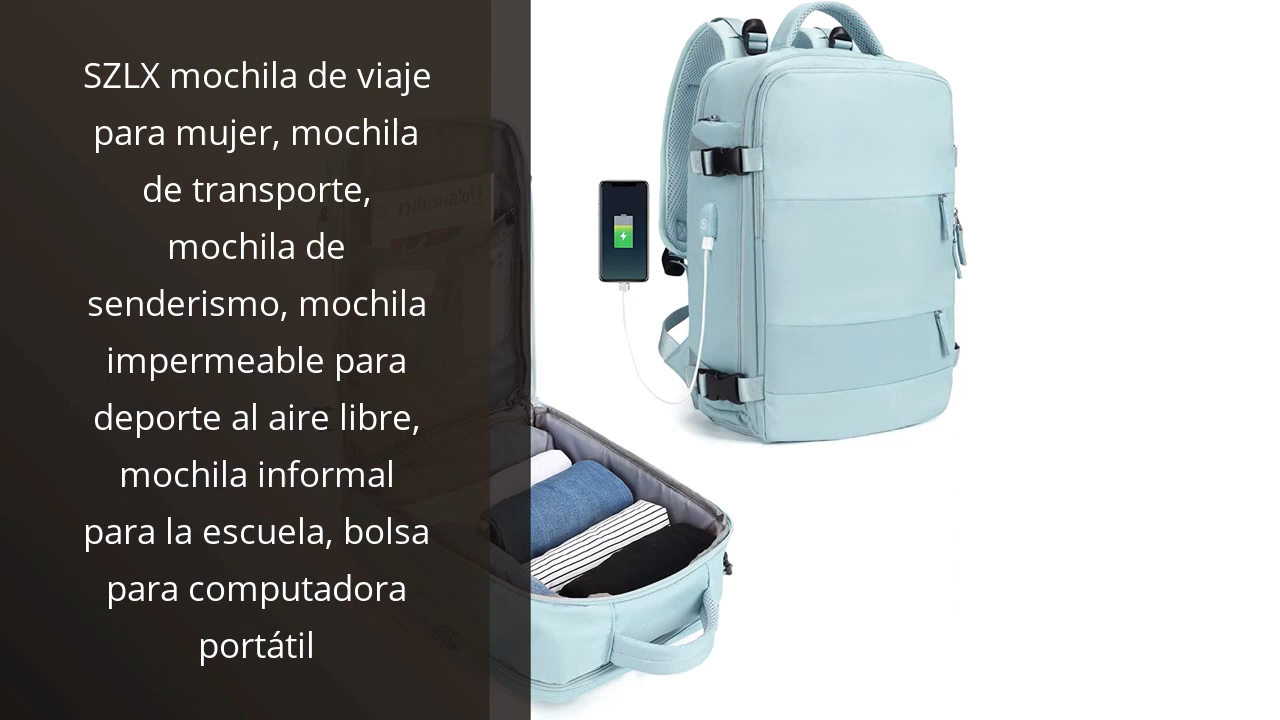 SZLX mochila de viaje
para mujer, mochila
de transporte,
mochila de
senderismo, mochila
impermeable para
deporte al aire libre,
mochila informal
para la escuela, bolsa
para computadora
portátil